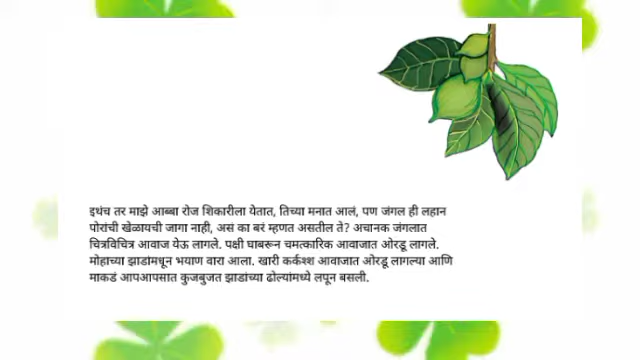 इथंच तर माझे आब्बा रोज शिकारीला येतात, तिच्या मनात आलं, पण जंगल ही लहान
पोरांची खेळायची जागा नाही, असं का बरं म्हणत असतील ते? अचानक जंगलात
चित्रविचित्र आवाज येऊ लागले. पक्षी घाबरून चमत्कारिक आवाजात ओरडू लागले.
मोहाच्या झाडांमधून भयाण वारा आला. खारी कर्कश्श आवाजात ओरडू लागल्या आणि
माकडं आपआपसात कुजबुजत झाडांच्या ढोल्यांमध्ये लपून बसली.